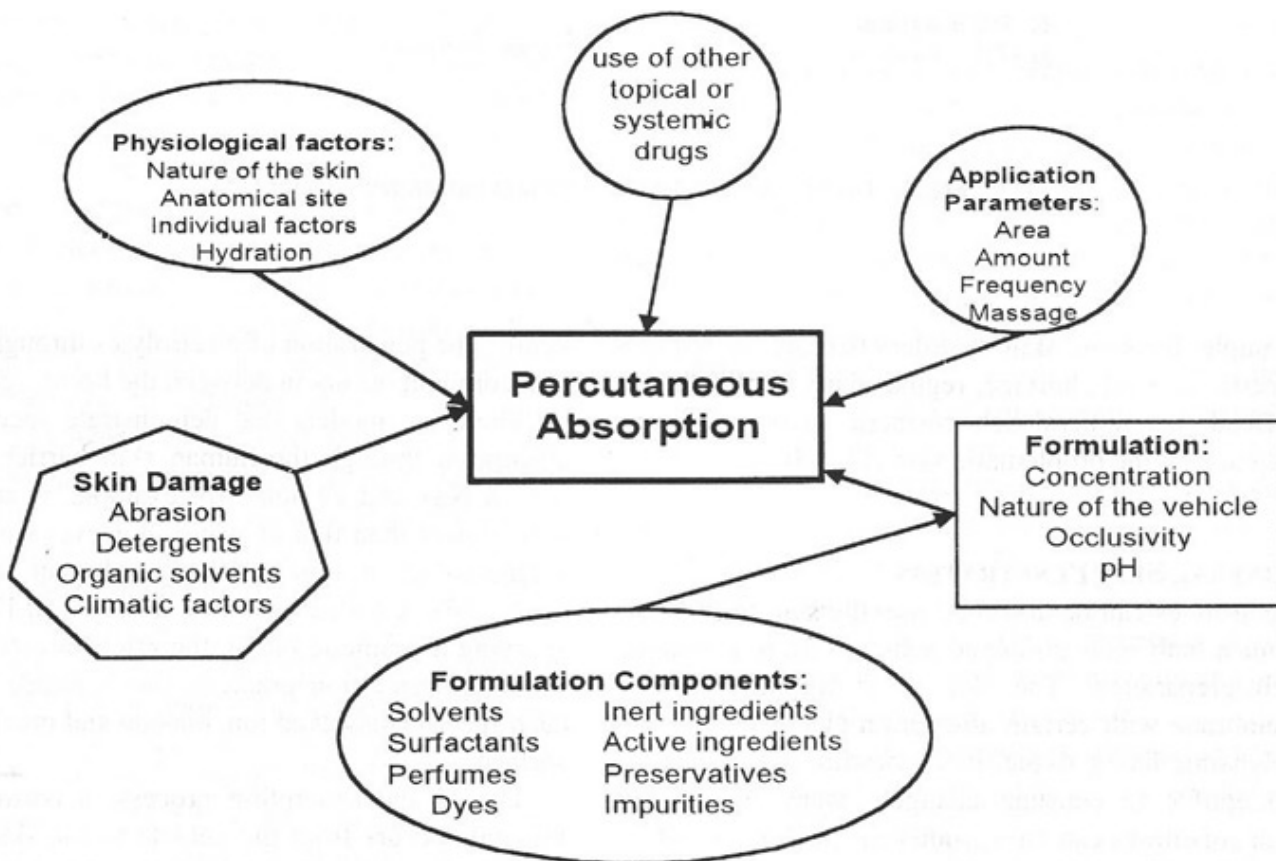 use of other
topical or
systemic
drugs
Physiological factors:
Nature of the skin
Anatomical site
Individual factors
Hydration
Application
Parameters:
Area
Amount
Frequency
Massage
Percutaneous
Absorption
Skin Damage
Abrasion
Detergents
Organic solvents
Climatic factors
Formulation:
Concentration
Nature of the vehicle
Occlusivity
pH
Formulation Components:
Solvents Inert ingredients
Surfactants Active ingredients
Perfumes Preservatives
Dyes Impurities